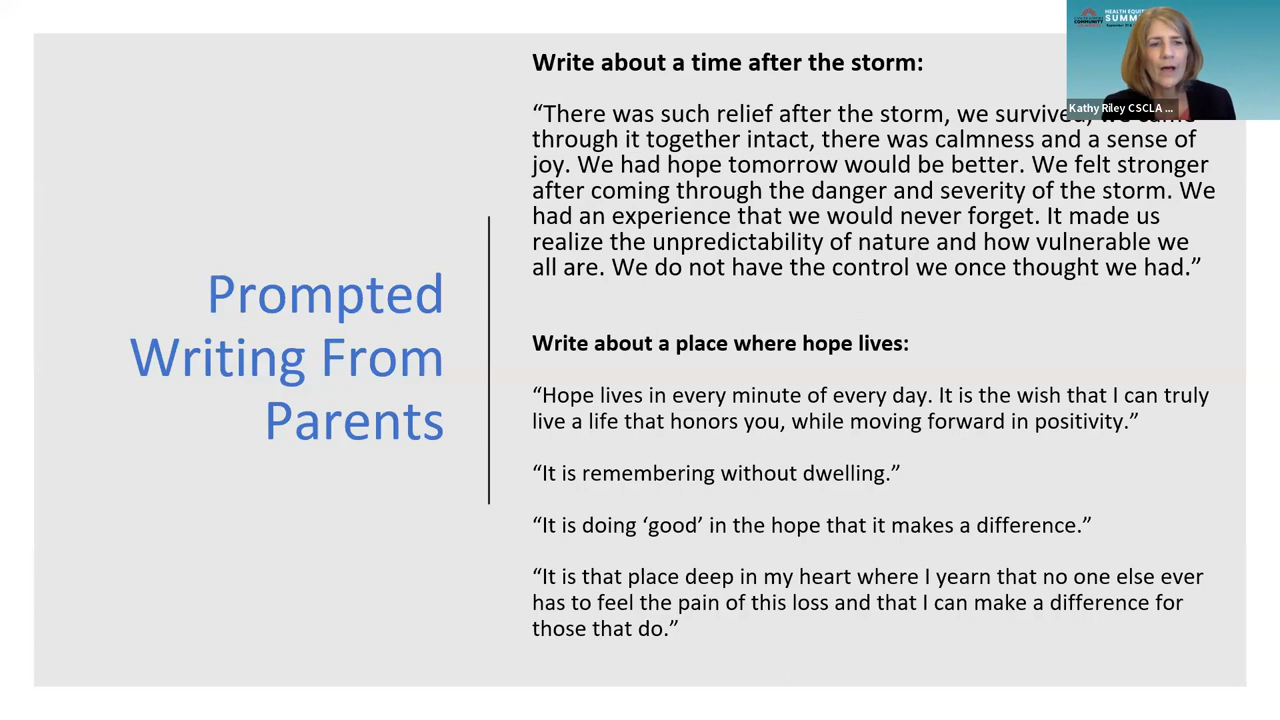 Prompted
Writing From
Parents
Write about a time after the storm:
“There was such relief after the storm, we survived, we came
through it together intact, there was calmness and a sense of
joy. We had hope tomorrow would be better. We felt stronger
after coming through the danger and severity of the storm. We
had an experience that we would never forget. It made us
realize the unpredictability of nature and how vulnerable we
all are. We do not have the control we once thought we had.”
Write about a place where hope lives:
“Hope lives in every minute of every day. It is the wish that I can truly
live a life that honors you, while moving forward in positivity.”
“It is remembering without dwelling.”
“It is doing ‘good’ in the hope that it makes a difference.”
“It is that place deep in my heart where I yearn that no one else ever
has to feel the pain of this loss and that I can make a difference for
those that do.”
COMMUNITY
HEALTH EQUI
SUMM
Kathy Riley CSCLA ...